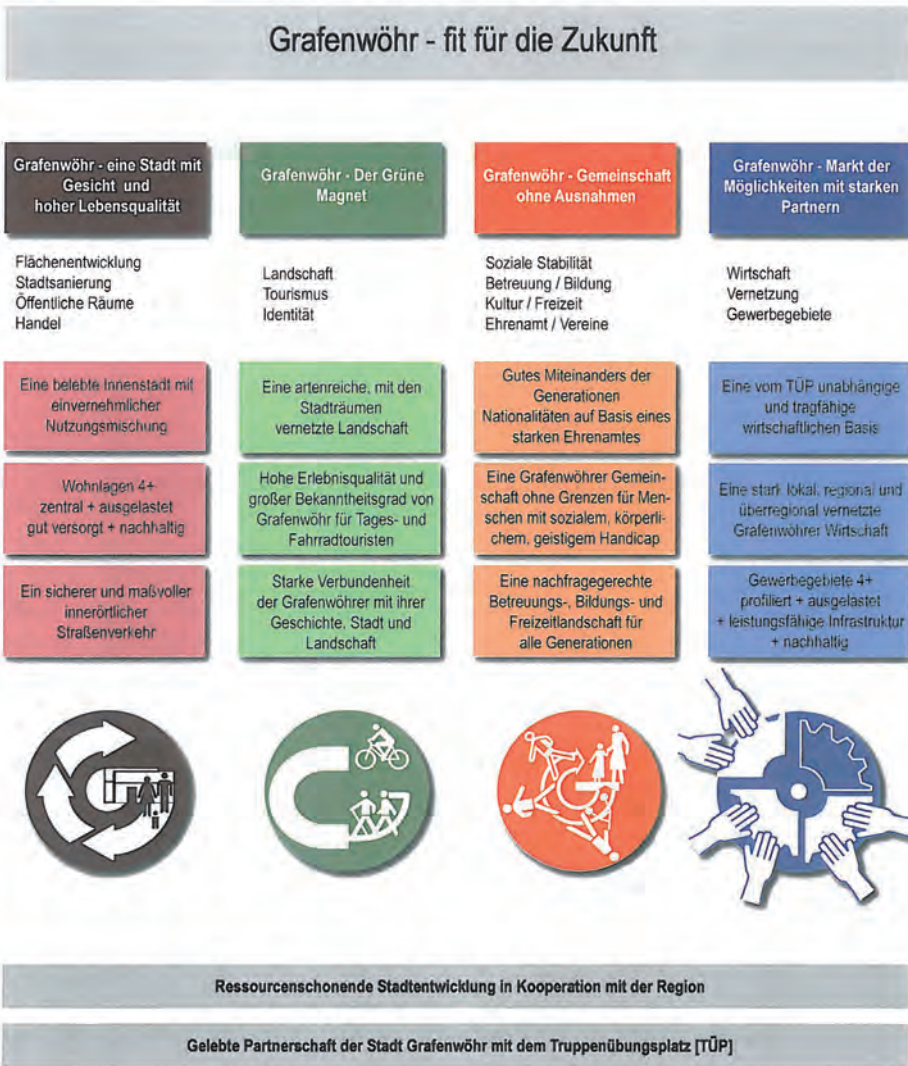 Grafenwöhr - fit für die Zukunft
Grafenwöhr - eine Stadt mit
Gesicht und
hoher Lebensqualität
Flächenentwicklung
Stadtsanierung
Öffentliche Räume
Handel
Eine belebte Innenstadt mit
einvernehmlicher
Nutzungsmischung
Wohnlagen 4+
zentral + ausgelastet
gut versorgt + nachhaltig
Ein sicherer und maßvoller
innerörtlicher
Straßenverkehr
Grafenwöhr - Der Grüne
Magnet
Landschaft
Tourismus
Identität
Eine artenreiche, mit den
Stadträumen
vernetzte Landschaft
Hohe Erlebnisqualität und
großer Bekanntheitsgrad von
Grafenwöhr für Tages- und
Fahrradtouristen
Starke Verbundenheit
der Grafenwöhrer mit ihrer
Geschichte, Stadt und
Landschaft
Grafenwöhr - Gemeinschaft
ohne Ausnahmen
Soziale Stabilität
Betreuung / Bildung
Kultur / Freizeit
Ehrenamt / Vereine
Gutes Miteinanders der
Generationen
Nationalitäten auf Basis eines
starken Ehrenamtes
Eine Grafenwöhrer Gemein-
schaft ohne Grenzen für Men-
schen mit sozialem, körperli-
chem, geistigem Handicap
Eine nachfragegerechte
Betreuungs-, Bildungs- und
Freizeitlandschaft für
alle Generationen
Grafenwöhr - Markt der
Möglichkeiten mit starken
Partnern
Wirtschaft
Vernetzung
Gewerbegebiete
Eine vom TÜP unabhängige
und tragfähige
wirtschaftlichen Basis
Eine stark lokal, regional und
überregional vernetzte
Grafenwöhrer Wirtschaft
Gewerbegebiete 4+
profiliert + ausgelastet
+ leistungsfähige Infrastruktur
+ nachhaltig
Ressourcenschonende Stadtentwicklung in Kooperation mit der Region
Gelebte Partnerschaft der Stadt Grafenwöhr mit dem Truppenübungsplatz [TÜP]